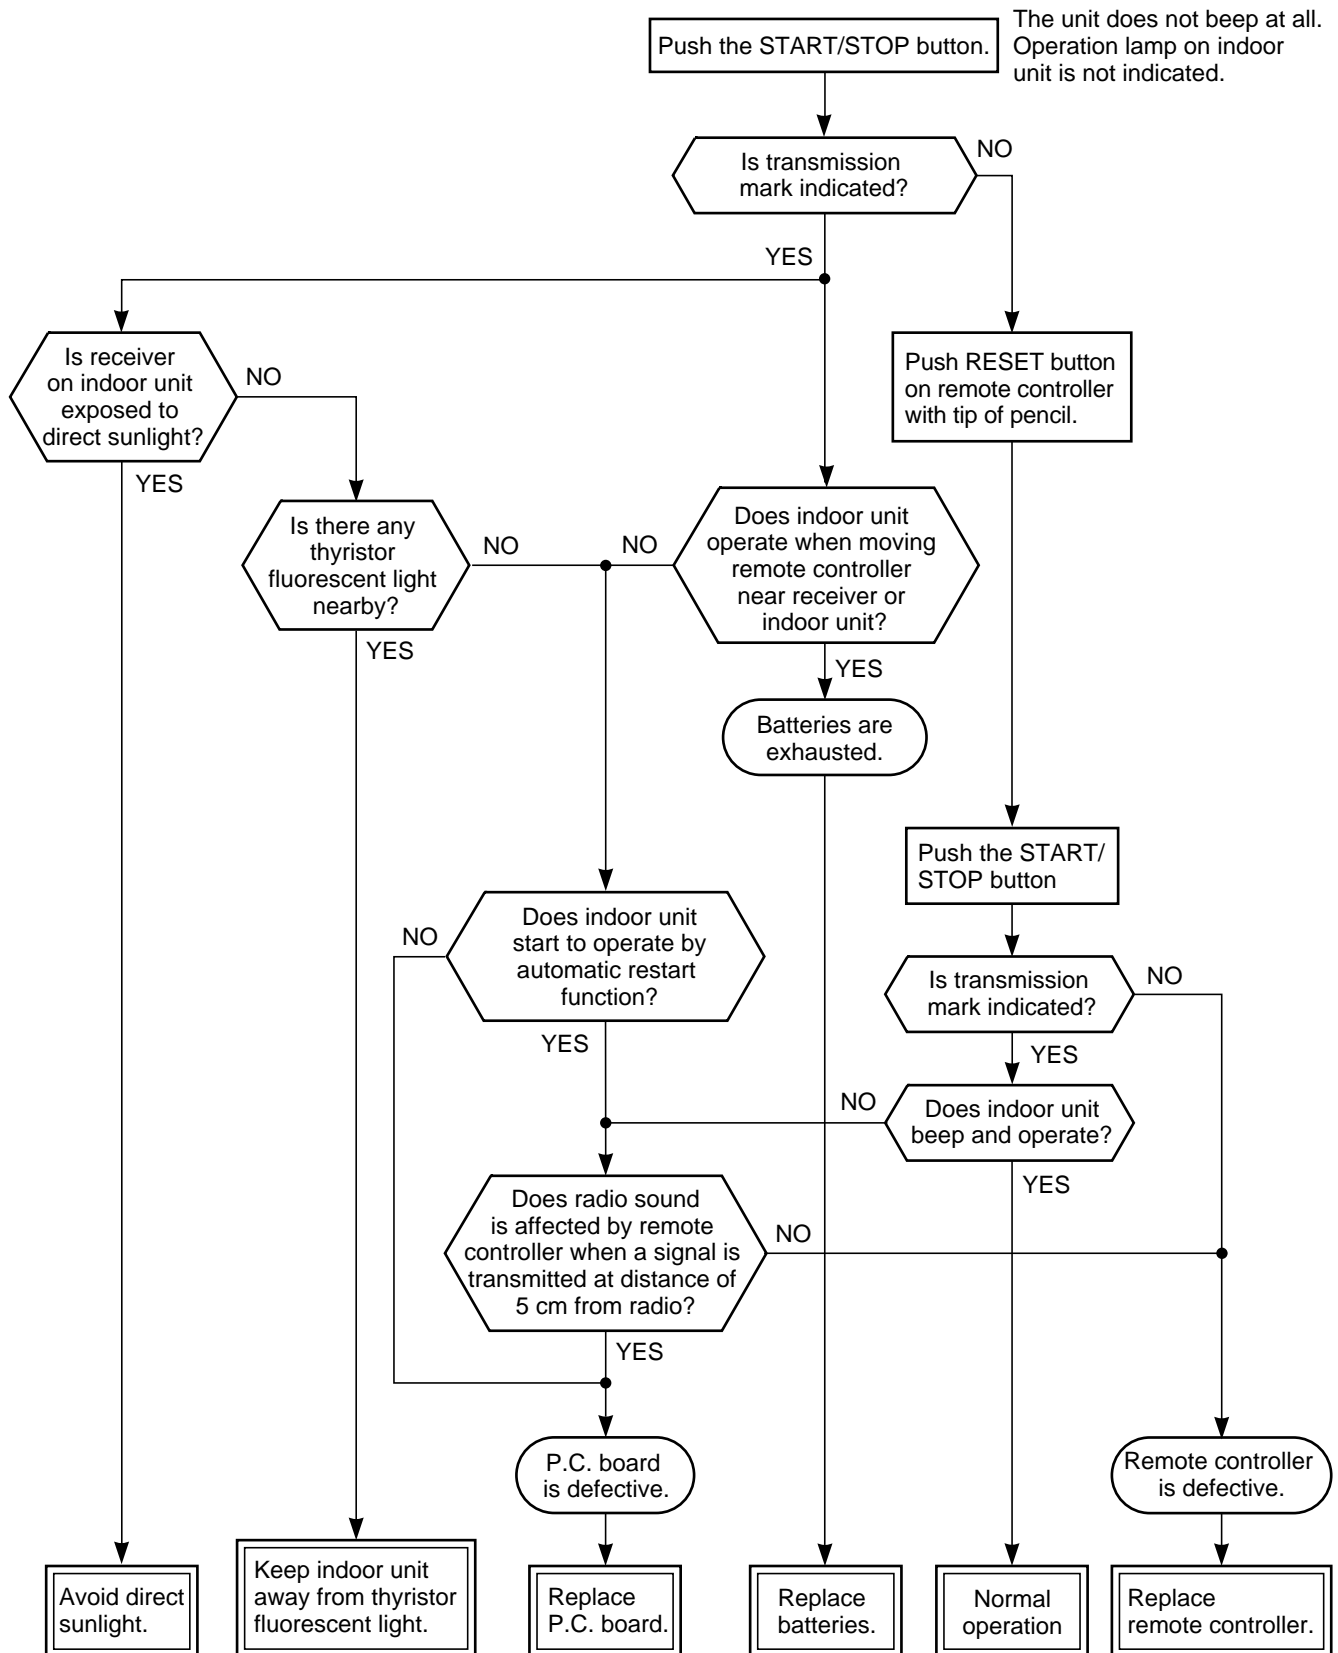 Push the START/STOP button.
The unit does not beep at all.
Operation lamp on indoor
unit is not indicated.
Is transmission
mark indicated?
NO
YES
Is receiver
on indoor unit
exposed to
direct sunlight?
NO
YES
Push RESET button
on remote controller
with tip of pencil.
Is there any
thyristor
fluorescent light
nearby?
NO
YES
NO
Does indoor unit
operate when moving
remote controller
near receiver or
indoor unit?
YES
Batteries are
exhausted.
Push the START/
STOP button
NO
Does indoor unit
start to operate by
automatic restart
function?
YES
Is transmission
mark indicated?
NO
YES
NO
Does indoor unit
beep and operate?
YES
Does radio sound
is affected by remote
controller when a signal is
transmitted at distance of
5 cm from radio?
NO
YES
P.C. board
is defective.
Remote controller
is defective.
Avoid direct
sunlight.
Keep indoor unit
away from thyristor
fluorescent light.
Replace
P.C. board.
Replace
batteries.
Normal
operation
Replace
remote controller.